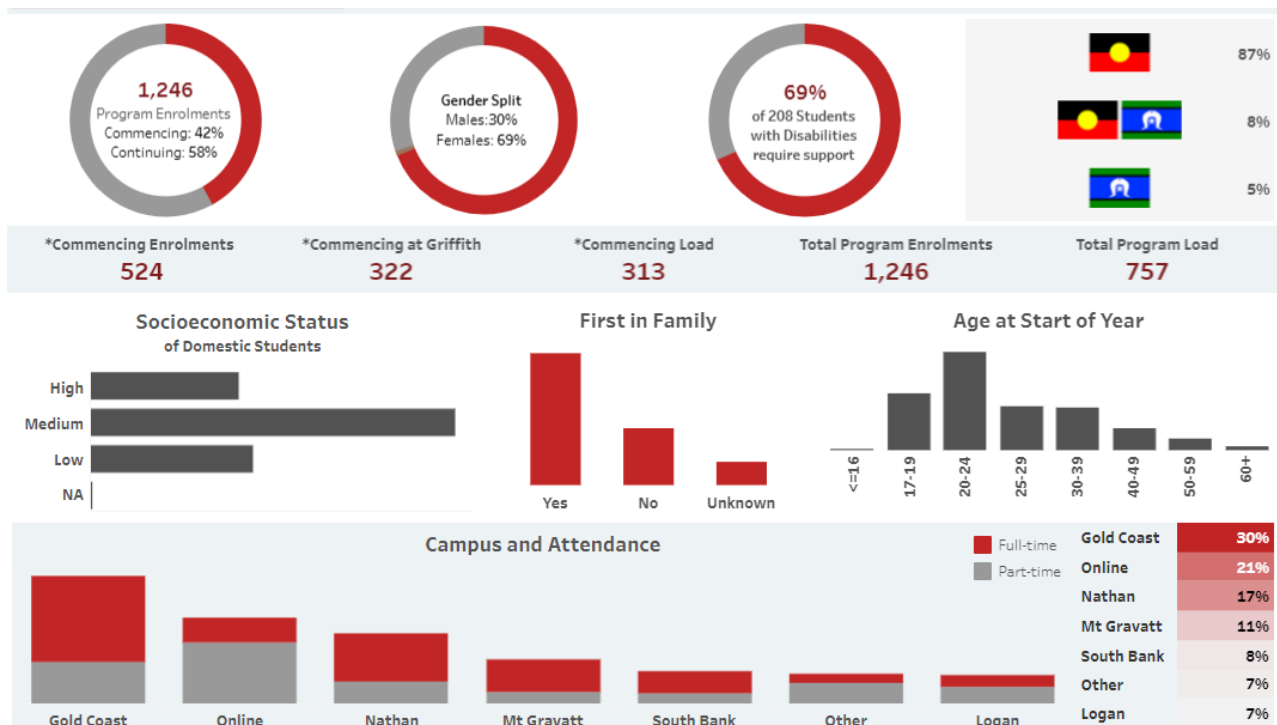 1,246
Program Enrolments
Commencing: 42%
Continuing: 58%
Gender Split
Males:30%
Females: 69%
69%
of 208 Students
with Disabilities
require support
87%
8%
5%
*Commencing Enrolments
524
*Commencing at Griffith
322
*Commencing Load
313
Total Program Enrolments
1,246
Total Program Load
757
Socioeconomic Status
of Domestic Students
High
Medium
Low
NA
First in Family
Yes No Unknown
Age at Start of Year
<=16
17-19
20-24
25-29
30-39
40-49
50-59
60+
Campus and Attendance
Full-time
Part-time
Gold Coast Online Nathan Mt Gravatt South Bank Other Logan
Gold Coast 30%
Online 21%
Nathan 17%
Mt Gravatt 11%
South Bank 8%
Other 7%
Logan 7%